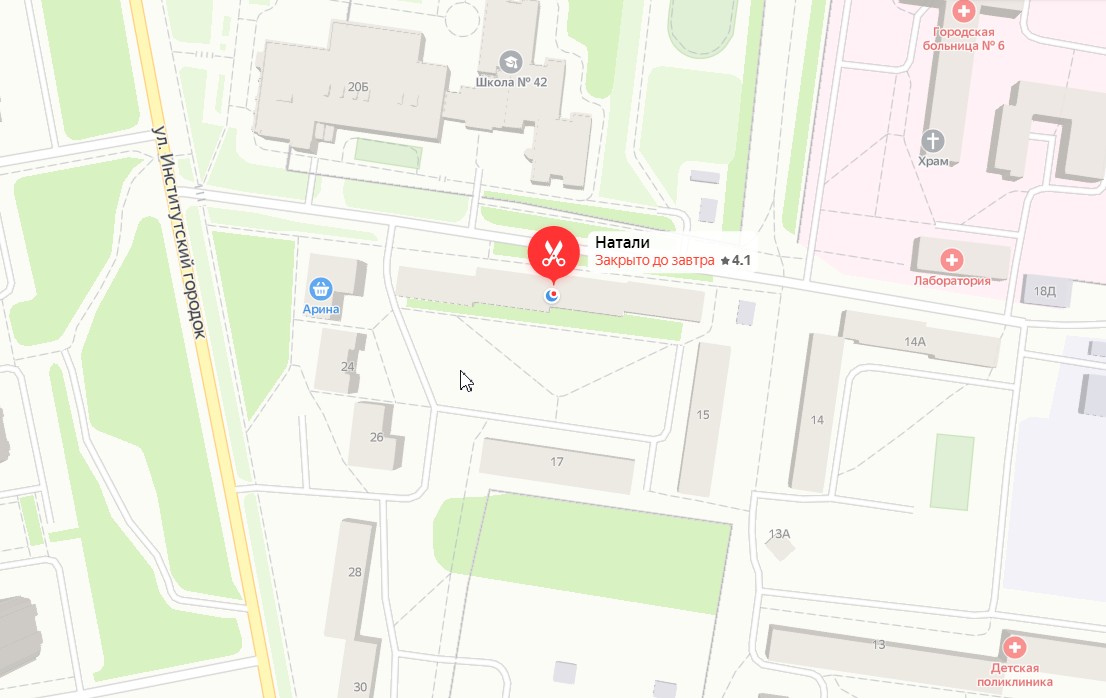 Городская
больница № 6
20Б
Школа № 42
Храм
ул. Институтский городок
Натали
Закрыто до завтра ★4.1
Лаборатория
18Д
Арина
14А
24
15
14
26
17
13А
28
13
Детская
поликлиника
30